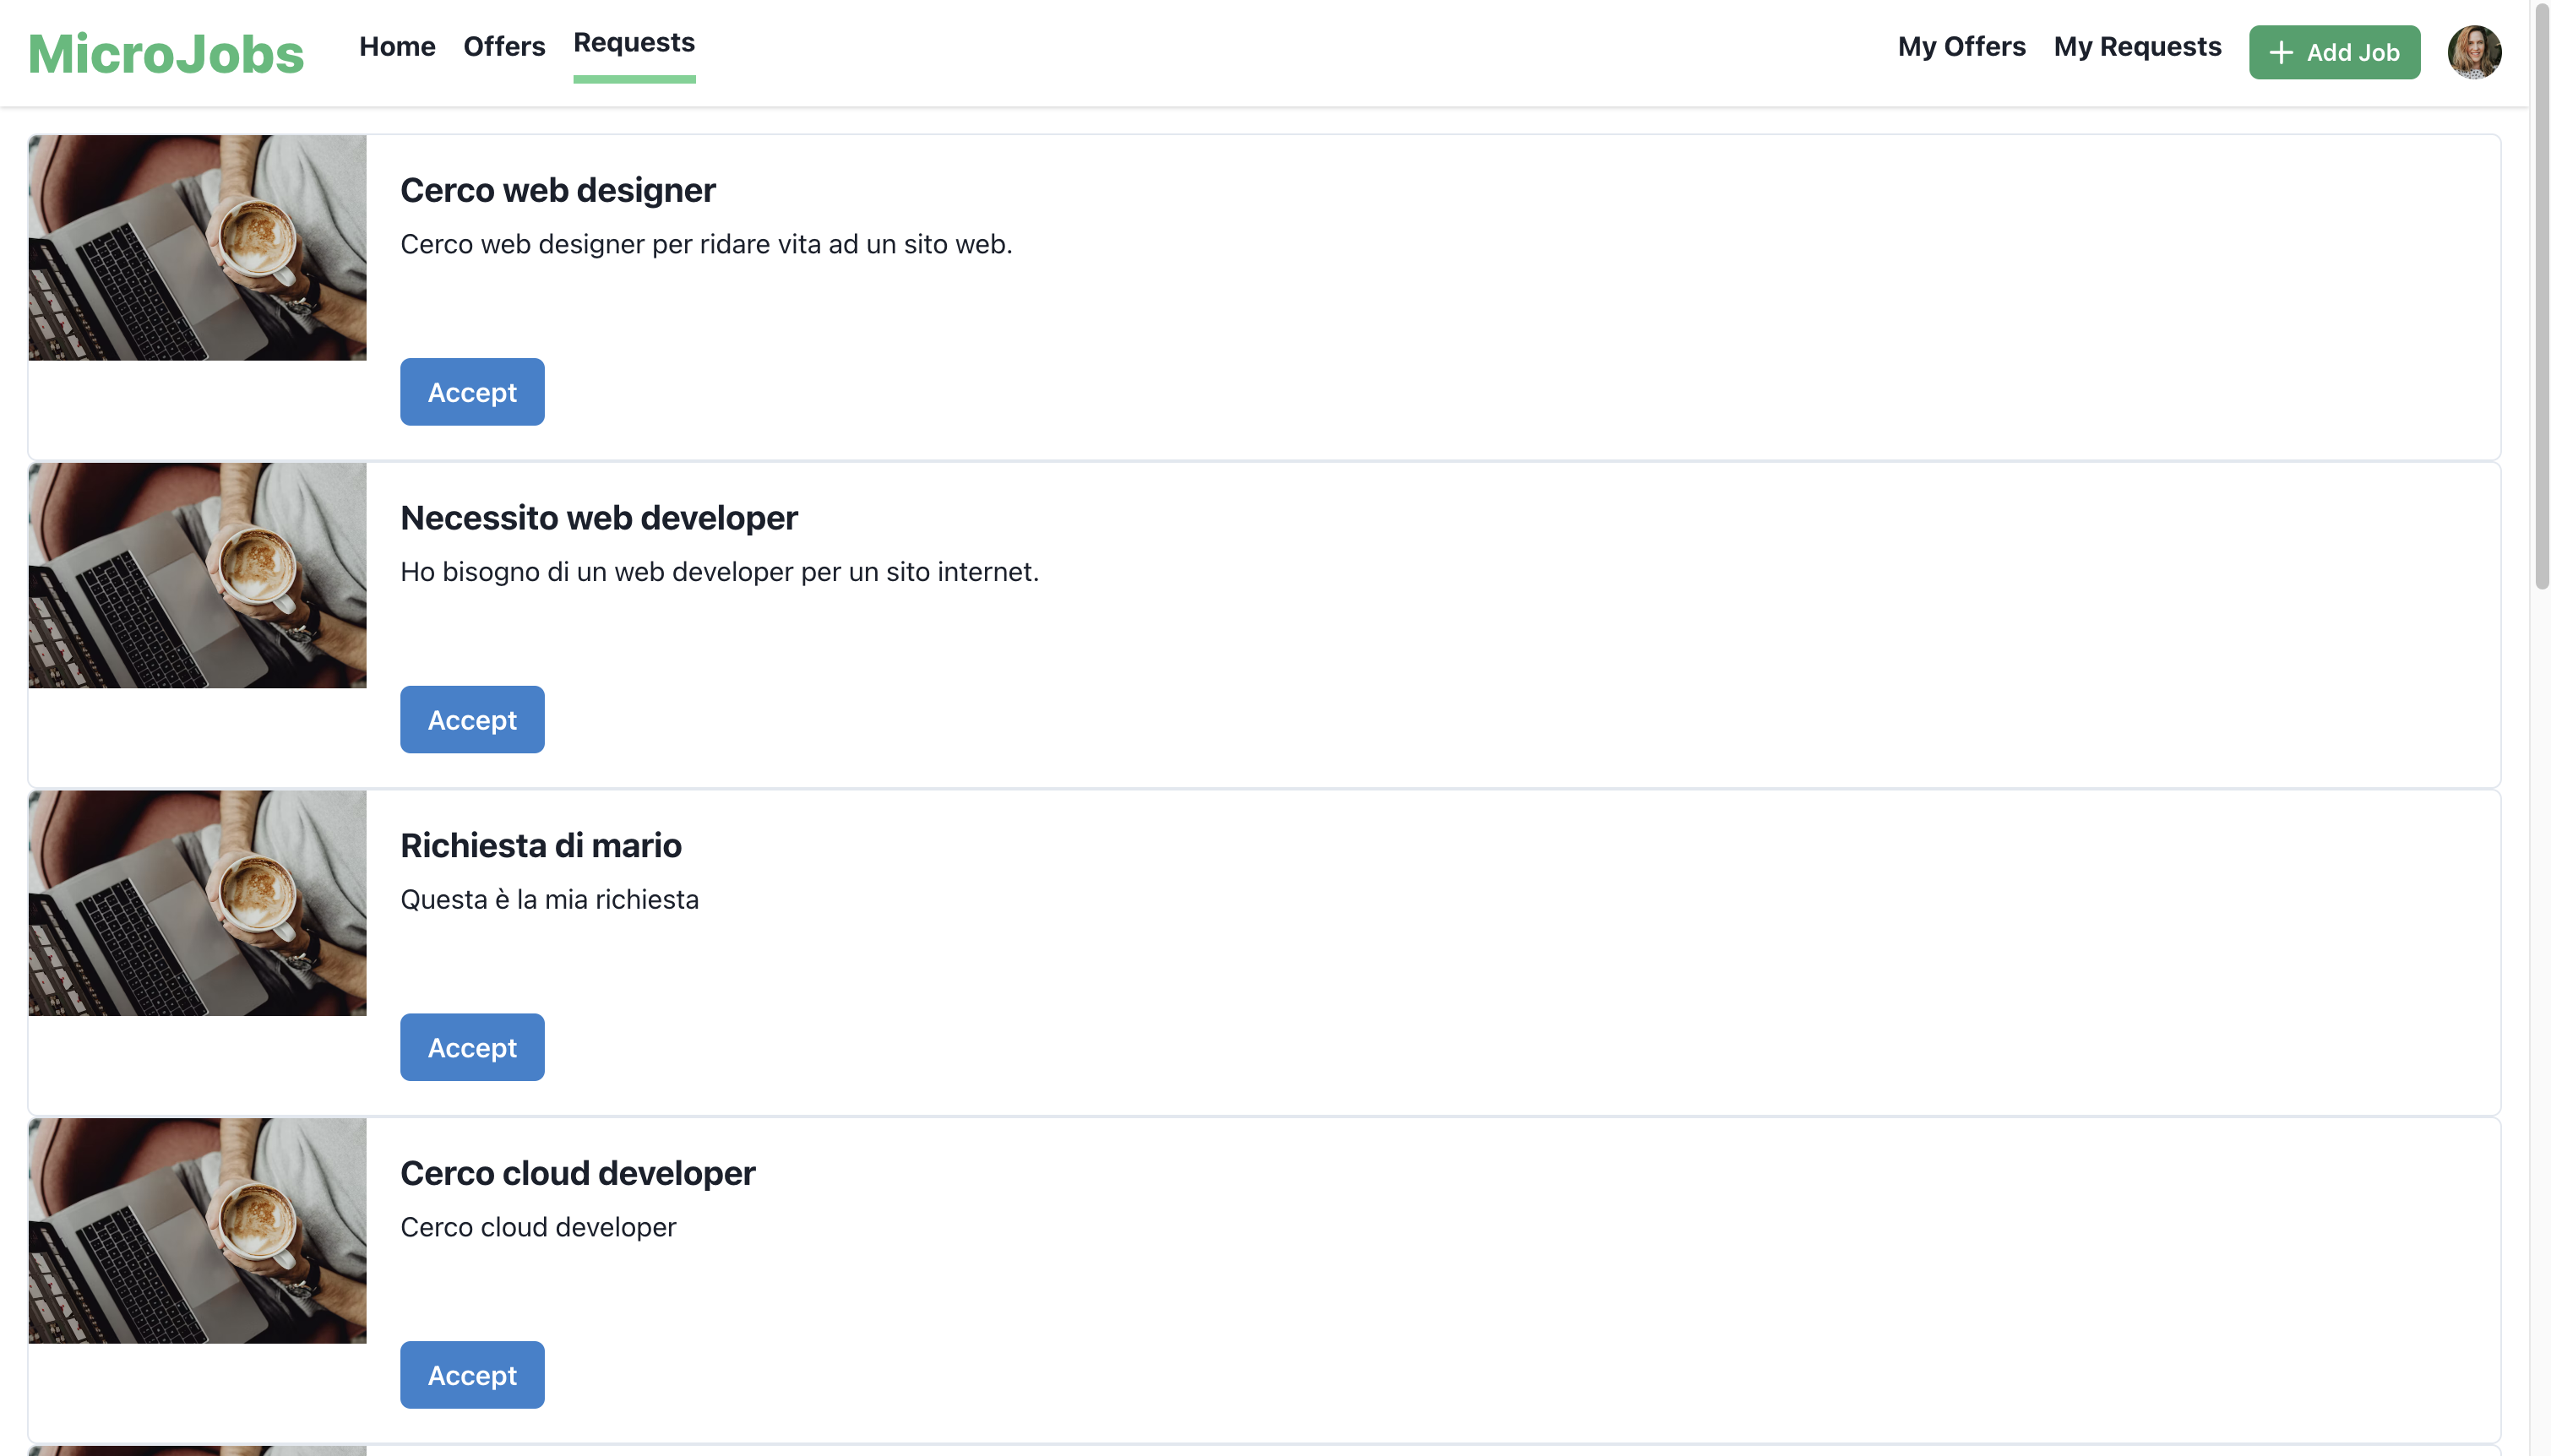 MicroJobs
Home
Offers
Requests
My Offers
My Requests
Add Job
Cerco web designer
Cerco web designer per ridare vita ad un sito web.
Accept
Necessito web developer
Ho bisogno di un web developer per un sito internet.
Accept
Richiesta di mario
Questa è la mia richiesta
Accept
Cerco cloud developer
Cerco cloud developer
Accept